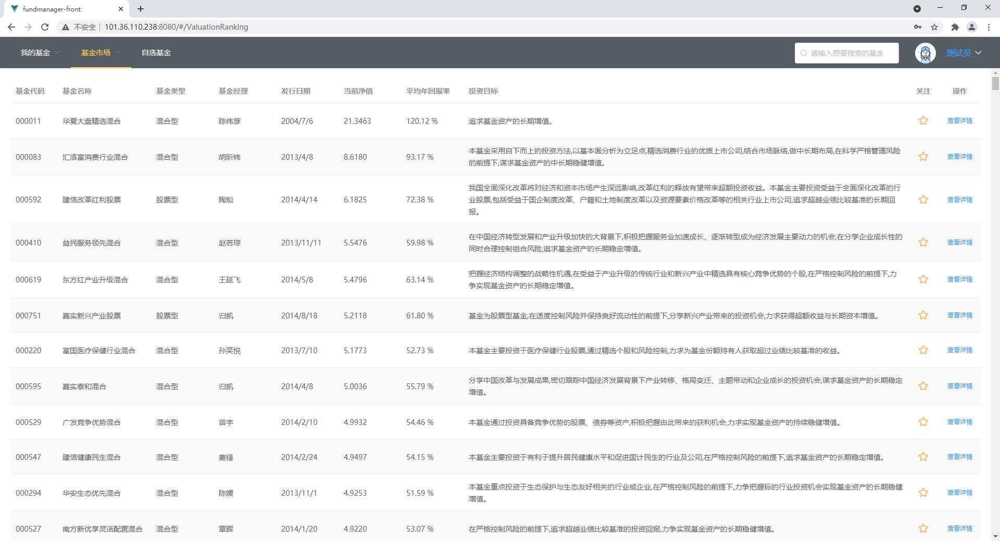 fundmanager-front
不安全
101.36.110.238:8080/#/ValuationRanking
我的基金 基金市场 自选基金 请输入想要搜索的基金 测试员
基金代码 基金名称 基金类型 基金经理 发行日期 当前净值 平均年回报率 投资目标 关注 操作
000011 华夏大盘精选混合 混合型 陈伟彦 2004/7/6 21.3463 120.12 % 追求基金资产的长期增值。 查看详情
000083 汇添富消费行业混合 混合型 胡昕炜 2013/4/8 8.6180 93.17 % 本基金采用自下而上的投资方法,以基本面分析为立足点,精选消费行业的优质上市公司,结合市场脉络,做中长期布局,在科学严格管理风险
的前提下,谋求基金资产的中长期稳健增值。 查看详情
000592 建信改革红利股票 股票型 陶灿 2014/4/14 6.1825 72.38 % 我国全面深化改革将对经济和资本市场产生深远影响,改革红利的释放有望带来超额投资收益。本基金主要投资受益于全面深化改革的行
业股票,包括受益于国企制度改革、户籍和土地制度改革以及资源要素价格改革等的相关行业上市公司,追求超越业绩比较基准的长期回
报。 查看详情
000410 益民服务领先混合 混合型 赵若琼 2013/11/11 5.5476 59.98 % 在中国经济转型发展和产业升级加快的大背景下,积极把握服务业加速成长、逐渐转型成为经济发展主要动力的机会,在分享企业成长性的
同时合理控制组合风险,追求基金资产的长期稳定增值。 查看详情
000619 东方红产业升级混合 混合型 王延飞 2014/5/8 5.4796 63.14 % 把握经济结构调整的战略性机遇,在受益于产业升级的传统行业和新兴产业中精选具有核心竞争优势的个股,在严格控制风险的前提下,力
争实现基金资产的长期稳定增值。 查看详情
000751 嘉实新兴产业股票 股票型 归凯 2014/8/18 5.2118 61.80 % 基金为股票型基金,在适度控制风险并保持良好流动性的前提下,分享新兴产业带来的投资机会,力求获得超额收益与长期资本增值。 查看详情
000220 富国医疗保健行业混合 混合型 孙笑悦 2013/7/10 5.1773 52.73 % 本基金主要投资于医疗保健行业股票,通过精选个股和风险控制,力求为基金份额持有人获取超过业绩比较基准的收益。 查看详情
000595 嘉实泰和混合 混合型 归凯 2014/4/8 5.0036 55.79 % 分享中国改革与发展成果,密切跟踪中国经济发展背景下产业转移、格局变迁、主题带动和企业成长的投资机会,谋求基金资产的长期稳定
增值。 查看详情
000529 广发竞争优势混合 混合型 苗宇 2014/2/10 4.9932 54.46 % 本基金通过投资具备竞争优势的股票、债券等资产,积极把握由此带来的获利机会,力求实现基金资产的持续稳健增值。 查看详情
000547 建信健康民生混合 混合型 姜锋 2014/2/24 4.9497 54.15 % 本基金主要投资于有利于提升居民健康水平和促进国计民生的行业及公司,在严格控制风险的前提下,追求基金资产的长期稳定增值。 查看详情
000294 华安生态优先混合 混合型 陈媛 2013/11/1 4.9253 51.59 % 本基金重点投资于生态保护与生态友好相关的行业或企业,在严格控制风险的前提下,力争把握标的行业投资机会实现基金资产的长期稳健
增值。 查看详情
000527 南方新优享灵活配置混合 混合型 章晖 2014/1/20 4.9220 53.07 % 在严格控制风险的前提下,追求超越业绩比较基准的投资回报,力争实现基金资产的长期稳健增值。 查看详情